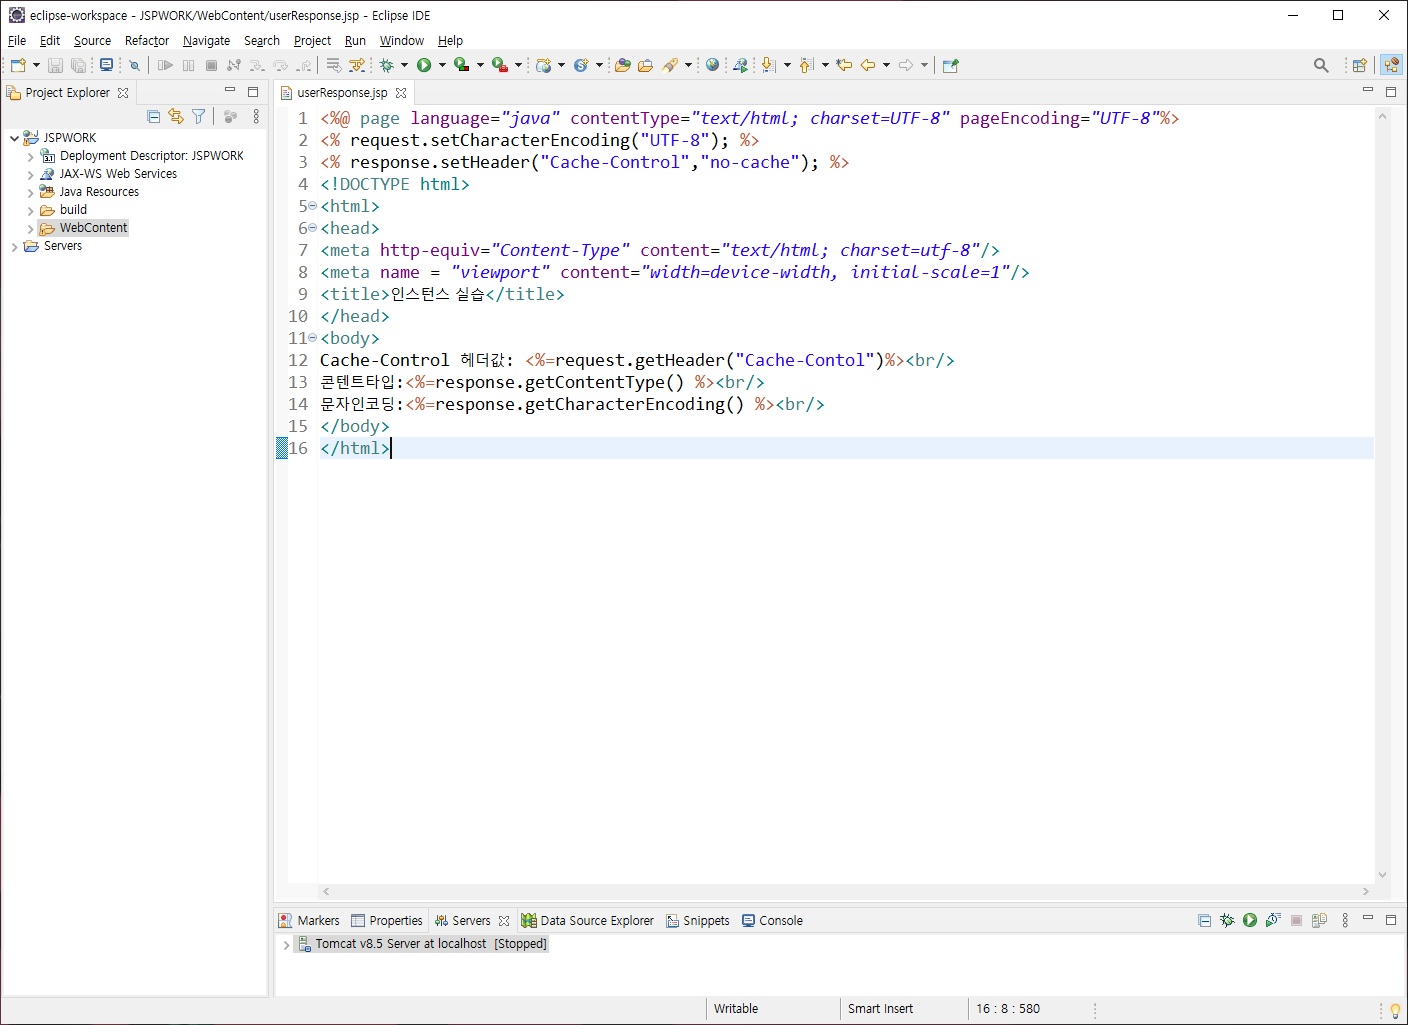 eclipse-workspace - JSPWORK/WebContent/userResponse.jsp - Eclipse IDE
File Edit Source Refactor Navigate Search Project Run Window Help
Project Explorer
userResponse.jsp
JSPWORK
Deployment Descriptor: JSPWORK
JAX-WS Web Services
Java Resources
build
WebContent
Servers
1 <%@ page language="java" contentType="text/html; charset=UTF-8" pageEncoding="UTF-8"%>
2 <% request.setCharacterEncoding("UTF-8"); %>
3 <% response.setHeader("Cache-Control","no-cache"); %>
4 <!DOCTYPE html>
5 <html>
6 <head>
7 <meta http-equiv="Content-Type" content="text/html; charset=utf-8"/>
8 <meta name = "viewport" content="width=device-width, initial-scale=1"/>
9 <title>인스턴스 실습</title>
10 </head>
11 <body>
12 Cache-Control 헤더값: <%=request.getHeader("Cache-Contol")%><br/>
13 콘텐트타입:<%=response.getContentType() %><br/>
14 문자인코딩:<%=response.getCharacterEncoding() %><br/>
15 </body>
16 </html>
Markers Properties Servers Data Source Explorer Snippets Console
Tomcat v8.5 Server at localhost [Stopped]
Writable Smart Insert 16 : 8 : 580